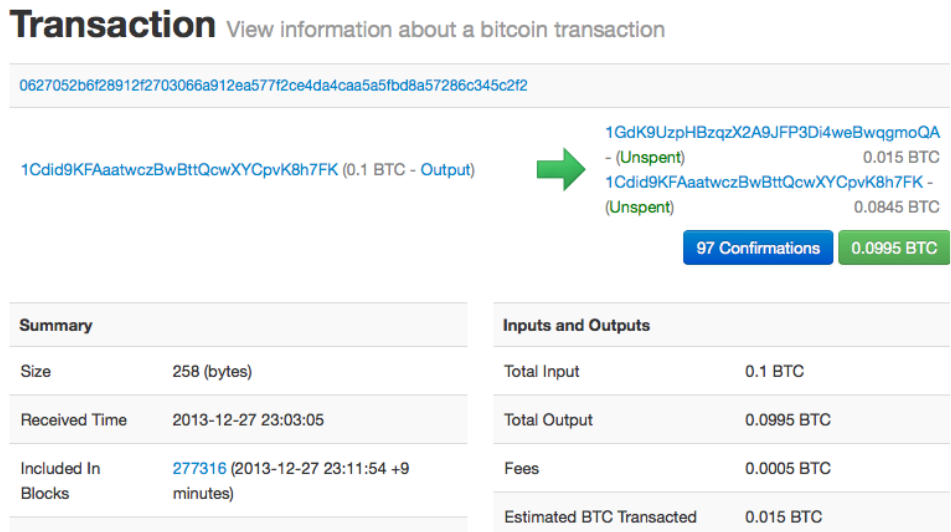 Transaction View information about a bitcoin transaction
0627052b6f28912f2703066a912ea577f2ce4da4caa5a5fbd8a57286c345c2f2
1Cdid9KFAaatwczBwBttQcwXYCpvK8h7FK (0.1 BTC - Output)
1GdK9UzpHBzqzX2A9JFP3Di4weBwqgmoQA
- (Unspent) 0.015 BTC
1Cdid9KFAaatwczBwBttQcwXYCpvK8h7FK -
(Unspent) 0.0845 BTC
97 Confirmations 0.0995 BTC
Summary
Size 258 (bytes)
Received Time 2013-12-27 23:03:05
Included In 277316 (2013-12-27 23:11:54 +9
Blocks minutes)
Inputs and Outputs
Total Input 0.1 BTC
Total Output 0.0995 BTC
Fees 0.0005 BTC
Estimated BTC Transacted 0.015 BTC